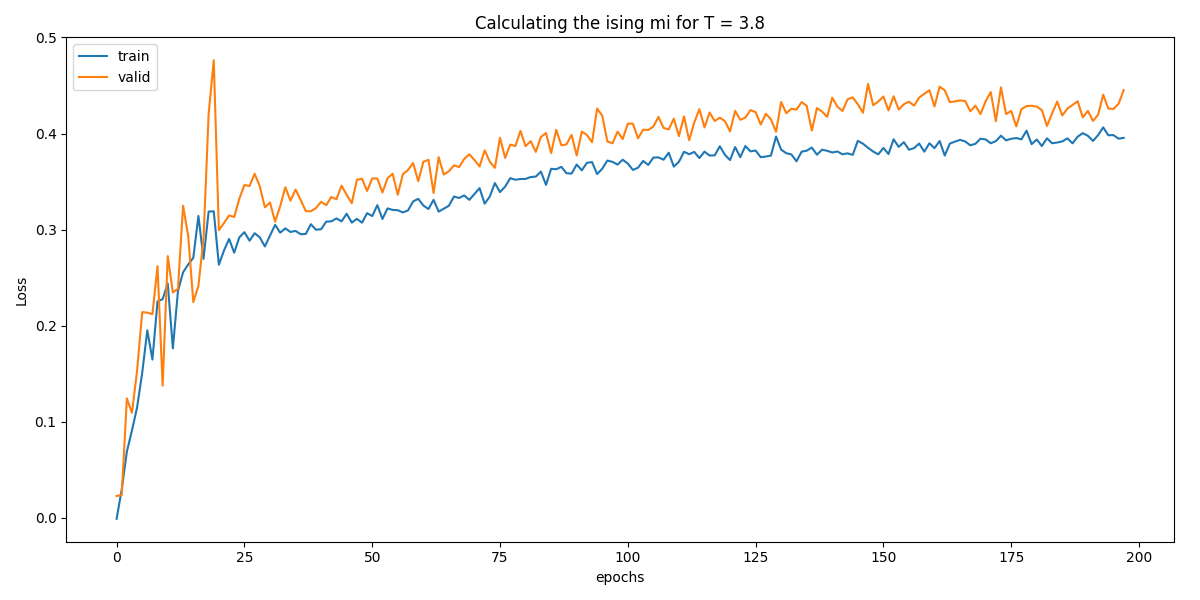 Calculating the ising mi for T = 3.8
train
valid
Loss
0.5
0.4
0.3
0.2
0.1
0.0
0 25 50 75 100 125 150 175 200
epochs